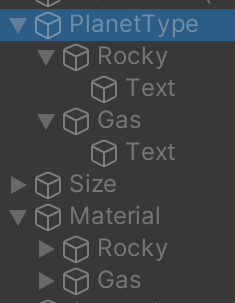 PlanetType
Rocky
Text
Gas
Text
Size
Material
Rocky
Gas